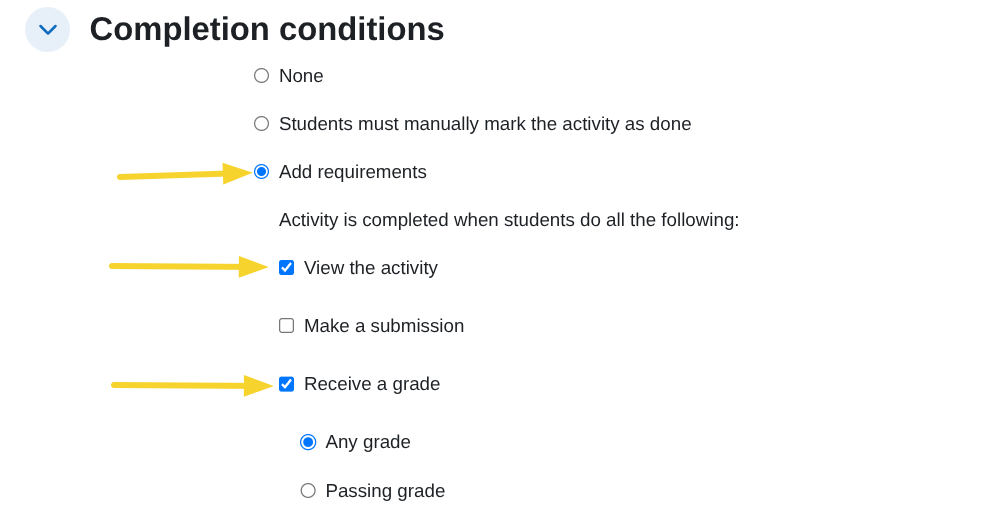 Completion conditions
None
Students must manually mark the activity as done
Add requirements
Activity is completed when students do all the following:
View the activity
Make a submission
Receive a grade
Any grade
Passing grade